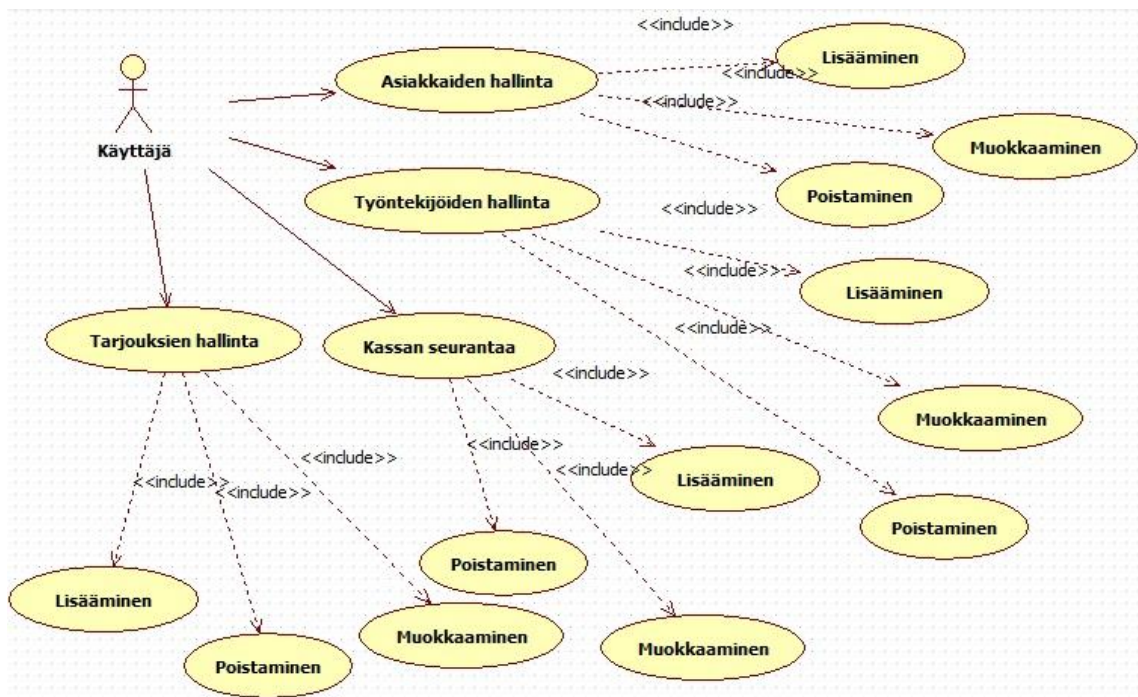 <<include>>
Lisääminen
Asiakkaiden hallinta
<<include>>
<<include>>
Käyttäjä
Muokkaaminen
Työntekijöiden hallinta
Poistaminen
<<include>>
<<include>>
Lisääminen
<<include>>
Tarjouksien hallinta
Kassan seurantaa
<<include>>
Muokkaaminen
<<include>>
<<include>>
<<include>>
Lisääminen
<<include>>
<<include>>
<<include>>
Poistaminen
Poistaminen
Lisääminen
Muokkaaminen
Muokkaaminen
Poistaminen